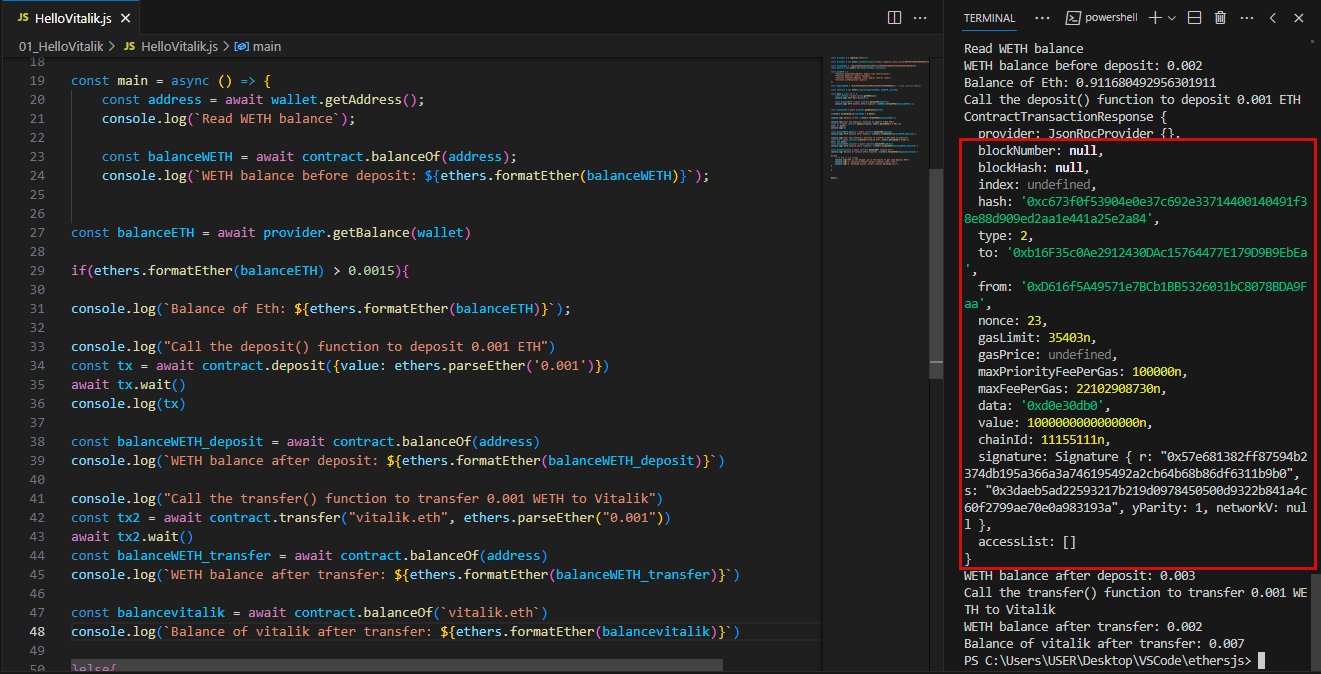 JS HelloVitalik.js ×
01_HelloVitalik > JS HelloVitalik.js > main
18
19 const main = async () => {
20     const address = await wallet.getAddress();
21     console.log(`Read WETH balance`);
22
23     const balanceWETH = await contract.balanceOf(address);
24     console.log(`WETH balance before deposit: ${ethers.formatEther(balanceWETH)}`);
25
26
27 const balanceETH = await provider.getBalance(wallet)
28
29 if(ethers.formatEther(balanceETH) > 0.0015){
30
31 console.log(`Balance of Eth: ${ethers.formatEther(balanceETH)}`);
32
33 console.log("Call the deposit() function to deposit 0.001 ETH")
34 const tx = await contract.deposit({value: ethers.parseEther('0.001')})
35 await tx.wait()
36 console.log(tx)
37
38 const balanceWETH_deposit = await contract.balanceOf(address)
39 console.log(`WETH balance after deposit: ${ethers.formatEther(balanceWETH_deposit)}`)
40
41 console.log("Call the transfer() function to transfer 0.001 WETH to Vitalik")
42 const tx2 = await contract.transfer("vitalik.eth", ethers.parseEther("0.001"))
43 await tx2.wait()
44 const balanceWETH_transfer = await contract.balanceOf(address)
45 console.log(`WETH balance after transfer: ${ethers.formatEther(balanceWETH_transfer)}`)
46
47 const balancevitalik = await contract.balanceOf(`vitalik.eth`)
48 console.log(`Balance of vitalik after transfer: ${ethers.formatEther(balancevitalik)}`)
49
50 }else{
TERMINAL ··· powershell
Read WETH balance
WETH balance before deposit: 0.002
Balance of Eth: 0.911680492956301911
Call the deposit() function to deposit 0.001 ETH
ContractTransactionResponse {
  provider: JsonRpcProvider {},
  blockNumber: null,
  blockHash: null,
  index: undefined,
  hash: '0xc673f0f53904e0e37c692e33714400140491f3
8e88d909ed2aa1e441a25e2a84',
  type: 2,
  to: '0xb16F35c0Ae2912430DAc15764477E179D9B9EbEa
',
  from: '0xD616f5A49571e7BCb1BB5326031bC8078BDA9F
aa',
  nonce: 23,
  gasLimit: 35403n,
  gasPrice: undefined,
  maxPriorityFeePerGas: 100000n,
  maxFeePerGas: 22102908730n,
  data: '0xd0e30db0',
  value: 1000000000000000n,
  chainId: 11155111n,
  signature: Signature { r: "0x57e681382ff87594b2
374db195a366a3a746195492a2cb64b68b86df6311b9b0",
s: "0x3daeb5ad22593217b219d0978450500d9322b841a4c
60f2799ae70e0a983193a", yParity: 1, networkV: nul
l },
  accessList: []
}
WETH balance after deposit: 0.003
Call the transfer() function to transfer 0.001 WE
TH to Vitalik
WETH balance after transfer: 0.002
Balance of vitalik after transfer: 0.007
PS C:\Users\USER\Desktop\VSCode\ethersjs>